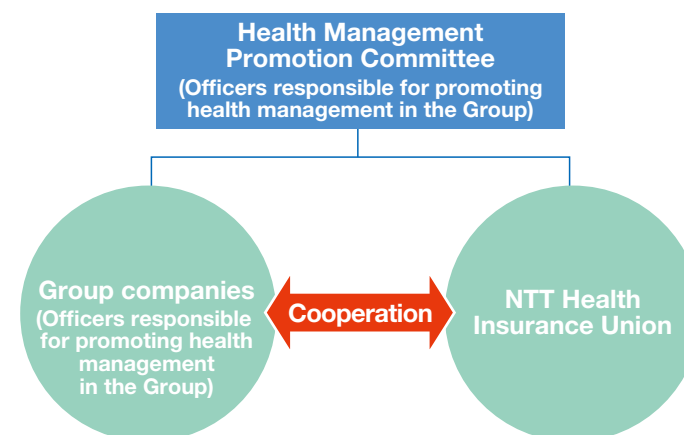 Health Management
Promotion Committee
(Officers responsible for promoting
health management in the Group)
Group companies
(Officers responsible
for promoting health
management
in the Group)
Cooperation
NTT Health
Insurance Union